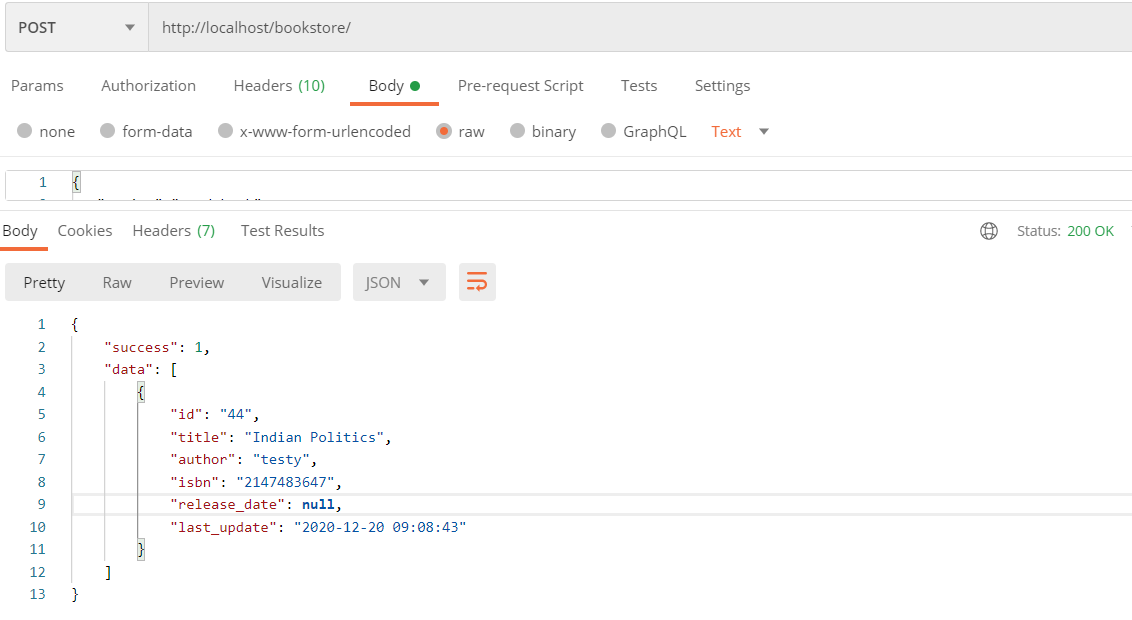 POST http://localhost/bookstore/
Params Authorization Headers (10) Body Pre-request Script Tests Settings
none form-data x-www-form-urlencoded raw binary GraphQL Text
1 {
Body Cookies Headers (7) Test Results Status: 200 OK
Pretty Raw Preview Visualize JSON
1 {
2 "success": 1,
3 "data": [
4 {
5 "id": "44",
6 "title": "Indian Politics",
7 "author": "testy",
8 "isbn": "2147483647",
9 "release_date": null,
10 "last_update": "2020-12-20 09:08:43"
11 }
12 ]
13 }